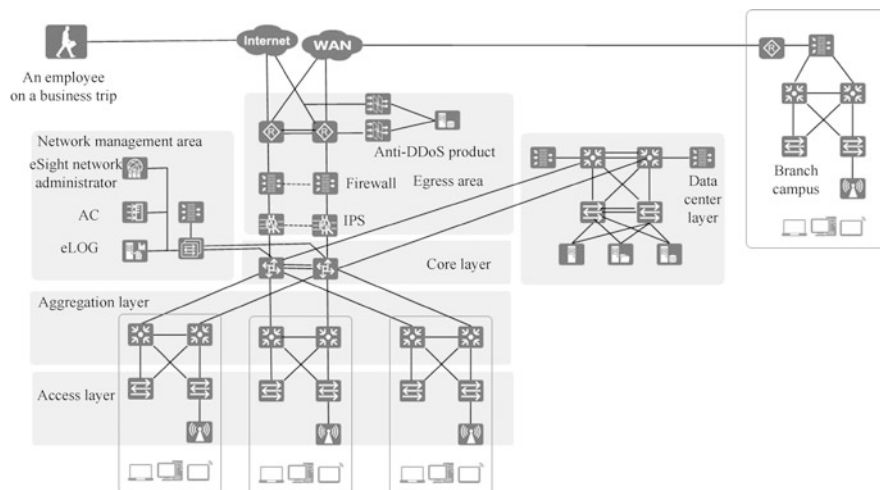 Internet
WAN
An employee
on a business trip
Network management area
eSight network
administrator
AC
eLOG
Anti-DDoS product
Firewall
Egress area
IPS
Data
center
layer
Branch
campus
Core layer
Aggregation layer
Access layer